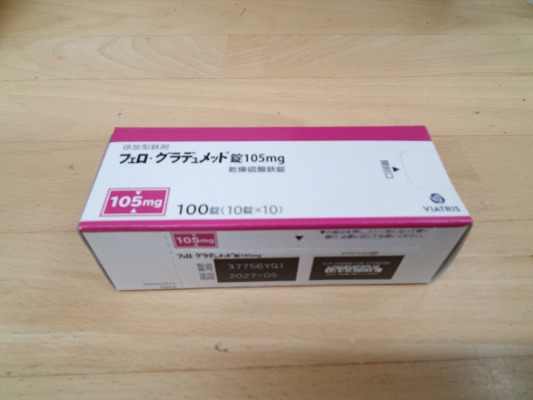 徐放型鉄剤
フェロ・グラデュメット錠105mg
乾燥硫酸鉄錠
105mg
100錠(10錠×10)
開封口
VIATRIS
105mg
フェロ・グラデュメット錠105mg
37756YG1
2027-05